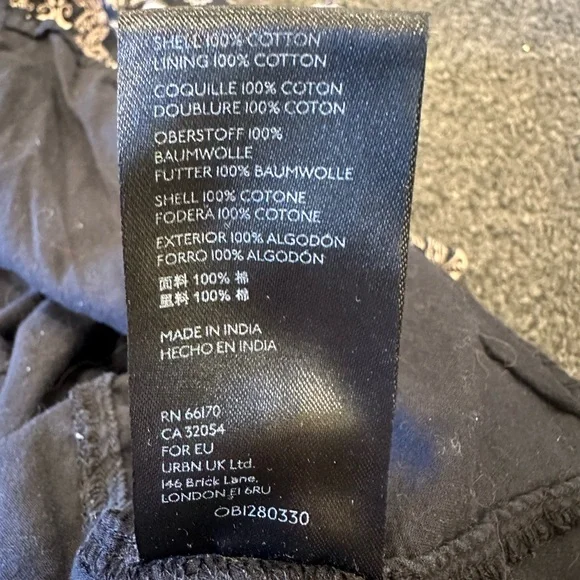 SHELL 100% COTTON
LINING 100% COTTON
COQUILLE 100% COTON
DOUBLURE 100% COTON
OBERSTOFF 100%
BAUMWOLLE
FUTTER 100% BAUMWOLLE
SHELL 100% COTONE
FODERA 100% COTONE
EXTERIOR 100% ALGODÓN
FORRO 100% ALGODÓN
面料 100% 棉
里料 100% 棉
MADE IN INDIA
HECHO EN INDIA
RN 66170
CA 32054
FOR EU
URBN UK Ltd.
146 Brick Lane,
LONDON E1 6RU
OB1280330